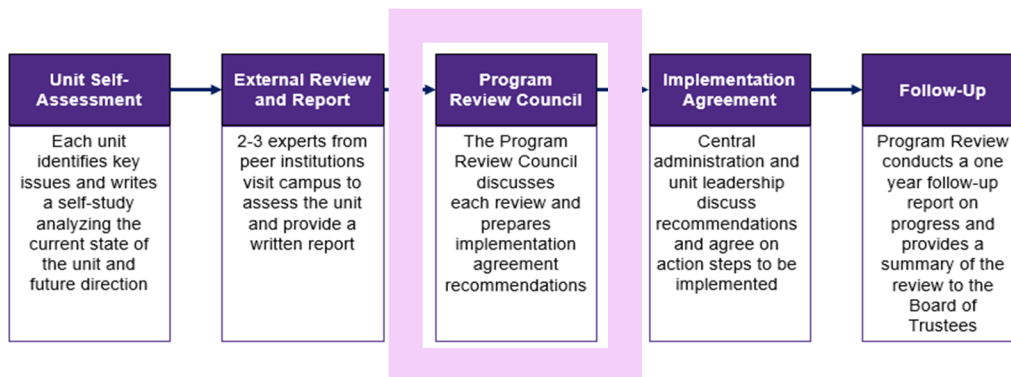 Unit Self-
Assessment
Each unit
identifies key
issues and writes
a self-study
analyzing the
current state of
the unit and
future direction
External Review
and Report
2-3 experts from
peer institutions
visit campus to
assess the unit
and provide a
written report
Program
Review Council
The Program
Review Council
discusses
each review and
prepares
implementation
agreement
recommendations
Implementation
Agreement
Central
administration and
unit leadership
discuss
recommendations
and agree on
action steps to be
implemented
Follow-Up
Program Review
conducts a one
year follow-up
report on
progress and
provides a
summary of the
review to the
Board of
Trustees